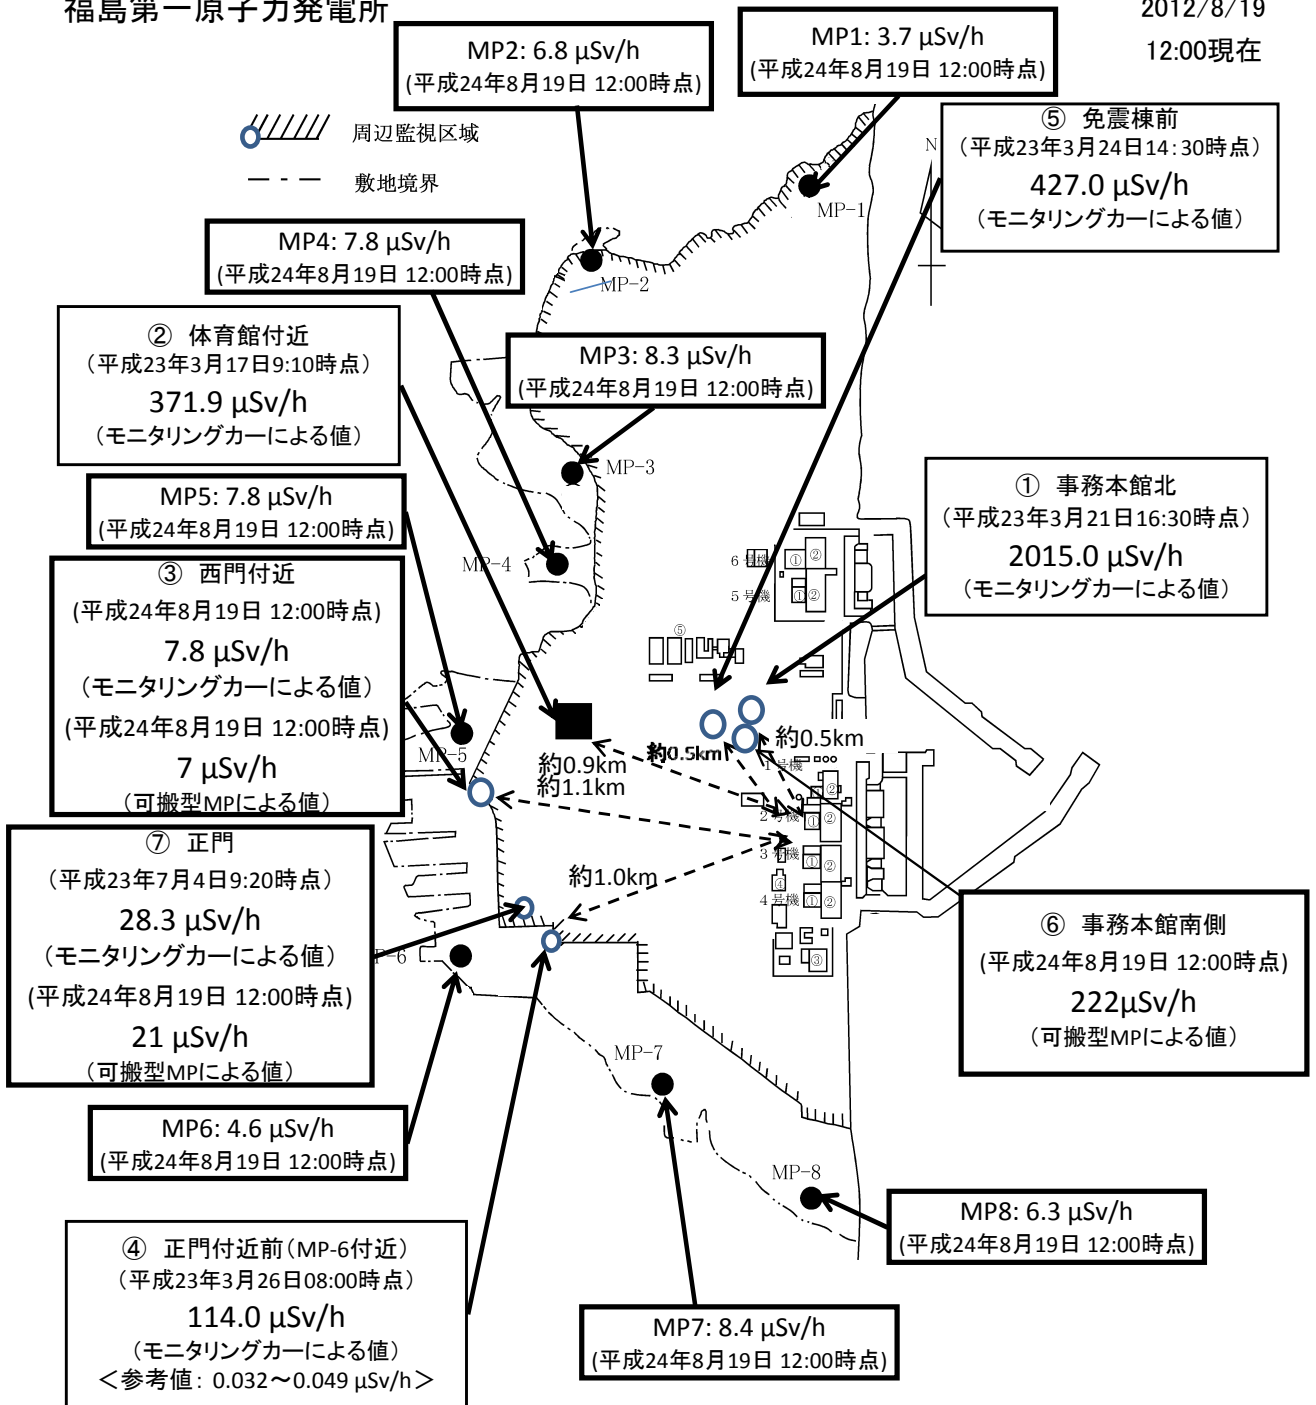 福島第一原子力発電所
2012/8/19
12:00現在
MP2: 6.8 μSv/h
(平成24年8月19日 12:00時点)
MP1: 3.7 μSv/h
(平成24年8月19日 12:00時点)
周辺監視区域
敷地境界
⑤ 免震棟前
(平成23年3月24日14:30時点)
427.0 μSv/h
(モニタリングカーによる値)
N
MP-1
MP4: 7.8 μSv/h
(平成24年8月19日 12:00時点)
MP-2
② 体育館付近
(平成23年3月17日9:10時点)
371.9 μSv/h
(モニタリングカーによる値)
MP3: 8.3 μSv/h
(平成24年8月19日 12:00時点)
MP-3
MP5: 7.8 μSv/h
(平成24年8月19日 12:00時点)
① 事務本館北
(平成23年3月21日16:30時点)
2015.0 μSv/h
(モニタリングカーによる値)
MP-4
6号機
① ②
5号機
① ②
③ 西門付近
(平成24年8月19日 12:00時点)
7.8 μSv/h
(モニタリングカーによる値)
(平成24年8月19日 12:00時点)
7 μSv/h
(可搬型MPによる値)
⑤
MP-5
約0.9km
約1.1km
約0.5km
約0.5km
1号機
②
2号機
① ②
3号機
① ②
④
4号機
① ②
③
約1.0km
⑦ 正門
(平成23年7月4日9:20時点)
28.3 μSv/h
(モニタリングカーによる値)
(平成24年8月19日 12:00時点)
21 μSv/h
(可搬型MPによる値)
P-6
⑥ 事務本館南側
(平成24年8月19日 12:00時点)
222μSv/h
(可搬型MPによる値)
MP-7
MP6: 4.6 μSv/h
(平成24年8月19日 12:00時点)
MP-8
MP8: 6.3 μSv/h
(平成24年8月19日 12:00時点)
④ 正門付近前(MP-6付近)
(平成23年3月26日08:00時点)
114.0 μSv/h
(モニタリングカーによる値)
＜参考値: 0.032～0.049 μSv/h＞
MP7: 8.4 μSv/h
(平成24年8月19日 12:00時点)